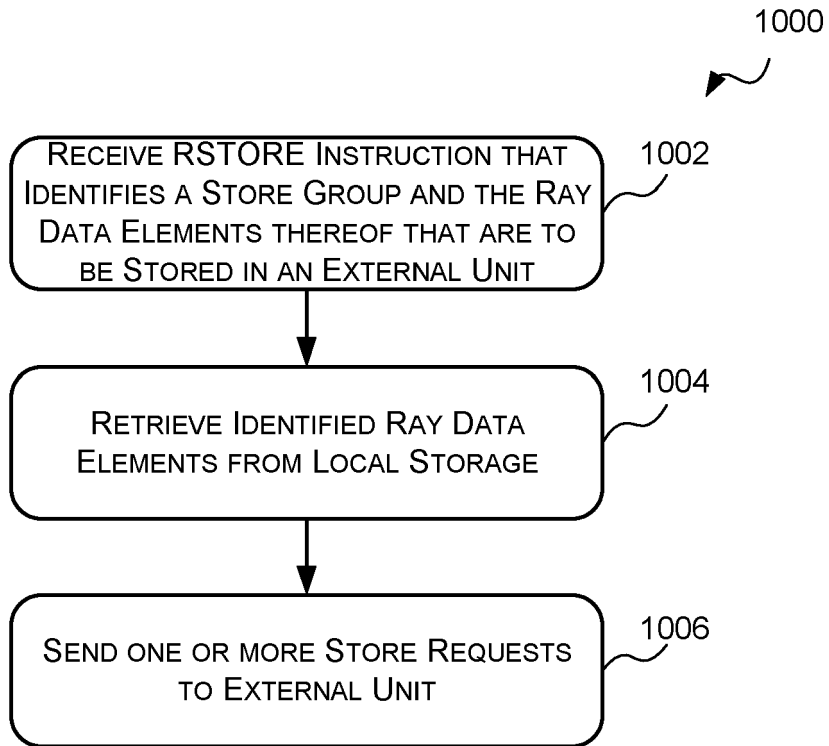 1000
RECEIVE RSTORE INSTRUCTION THAT
IDENTIFIES A STORE GROUP AND THE RAY
DATA ELEMENTS THEREOF THAT ARE TO
BE STORED IN AN EXTERNAL UNIT
1002
RETRIEVE IDENTIFIED RAY DATA
ELEMENTS FROM LOCAL STORAGE
1004
SEND ONE OR MORE STORE REQUESTS
TO EXTERNAL UNIT
1006